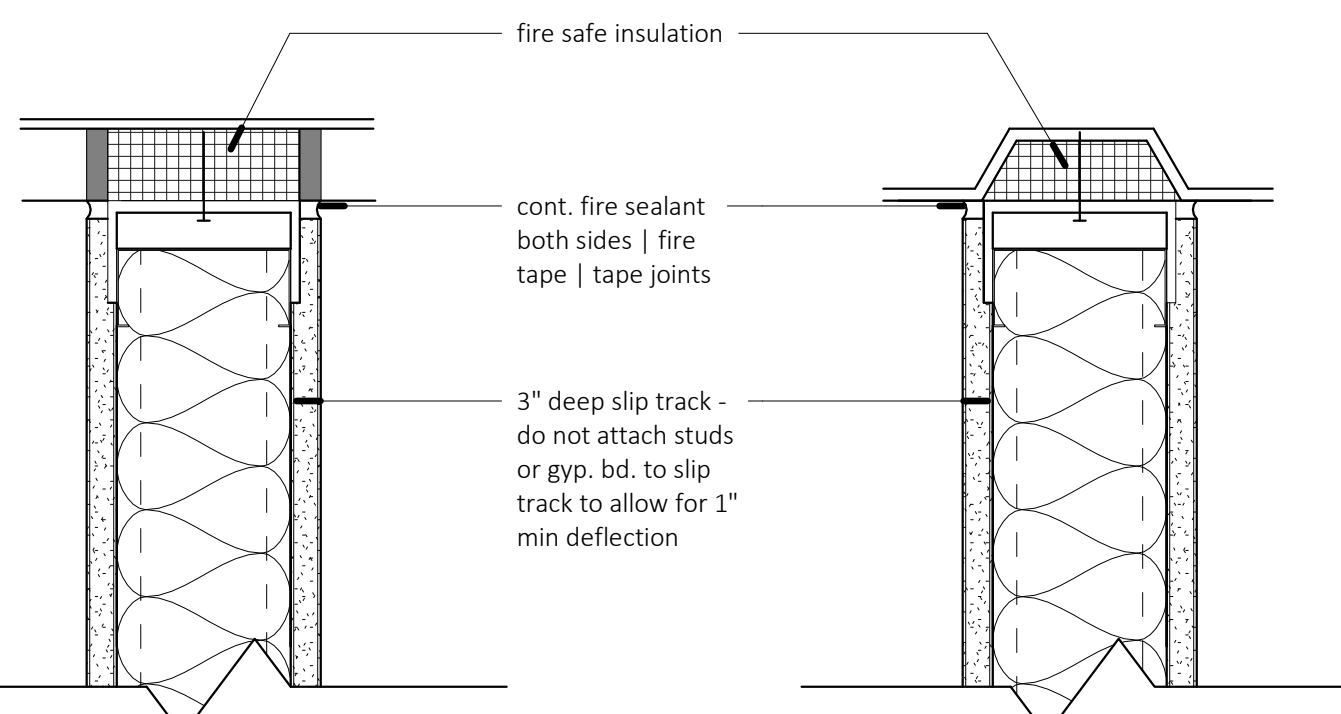 fire safe insulation
cont. fire sealant
both sides | fire
tape | tape joints
3" deep slip track -
do not attach studs
or gyp. bd. to slip
track to allow for 1"
min deflection